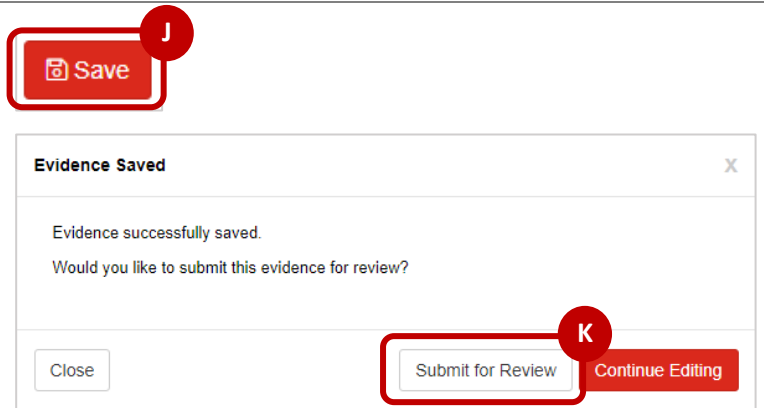 J
Save
Evidence Saved X
Evidence successfully saved.
Would you like to submit this evidence for review?
K
Close Submit for Review Continue Editing